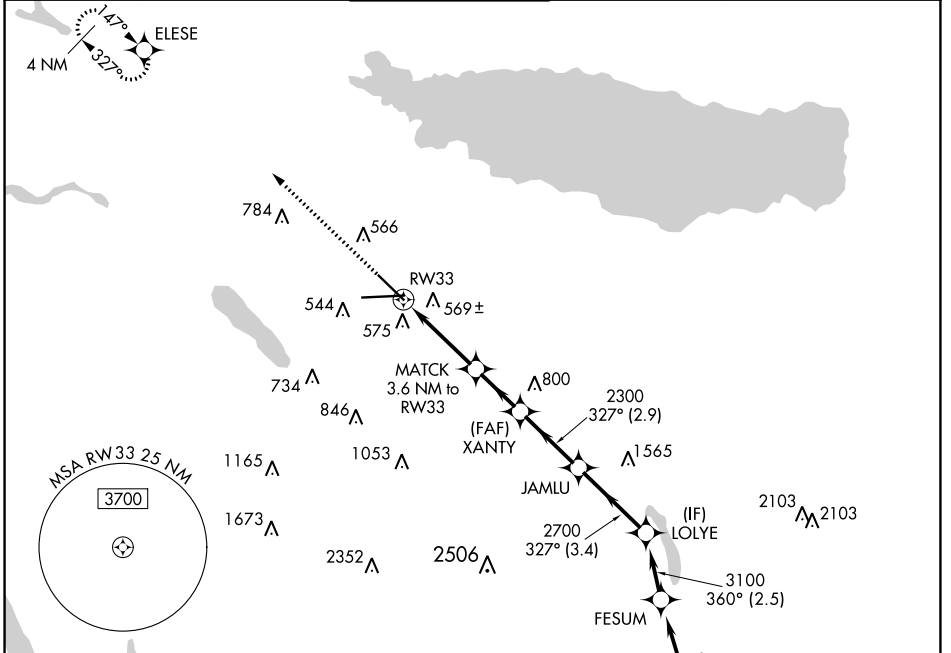 147°
ELESE
4 NM
327°
784
566
RW33
544
569±
575
MATCK
3.6 NM to
RW33
800
734
2300
327° (2.9)
846
(FAF)
XANTY
1053
1565
1165
JAMLU
MSA RW33 25 NM
3700
2103
2103
(IF)
LOLYE
1673
2700
327° (3.4)
2352
2506
3100
360° (2.5)
FESUM